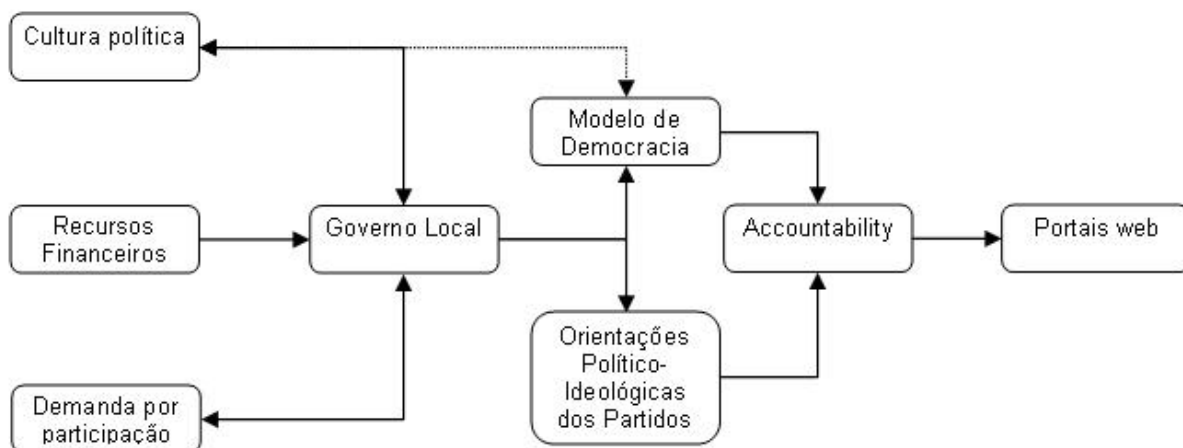 Cultura política
Modelo de
Democracia
Recursos
Financeiros
Governo Local
Accountability
Portais web
Orientações
Político-
Ideológicas
dos Partidos
Demanda por
participação